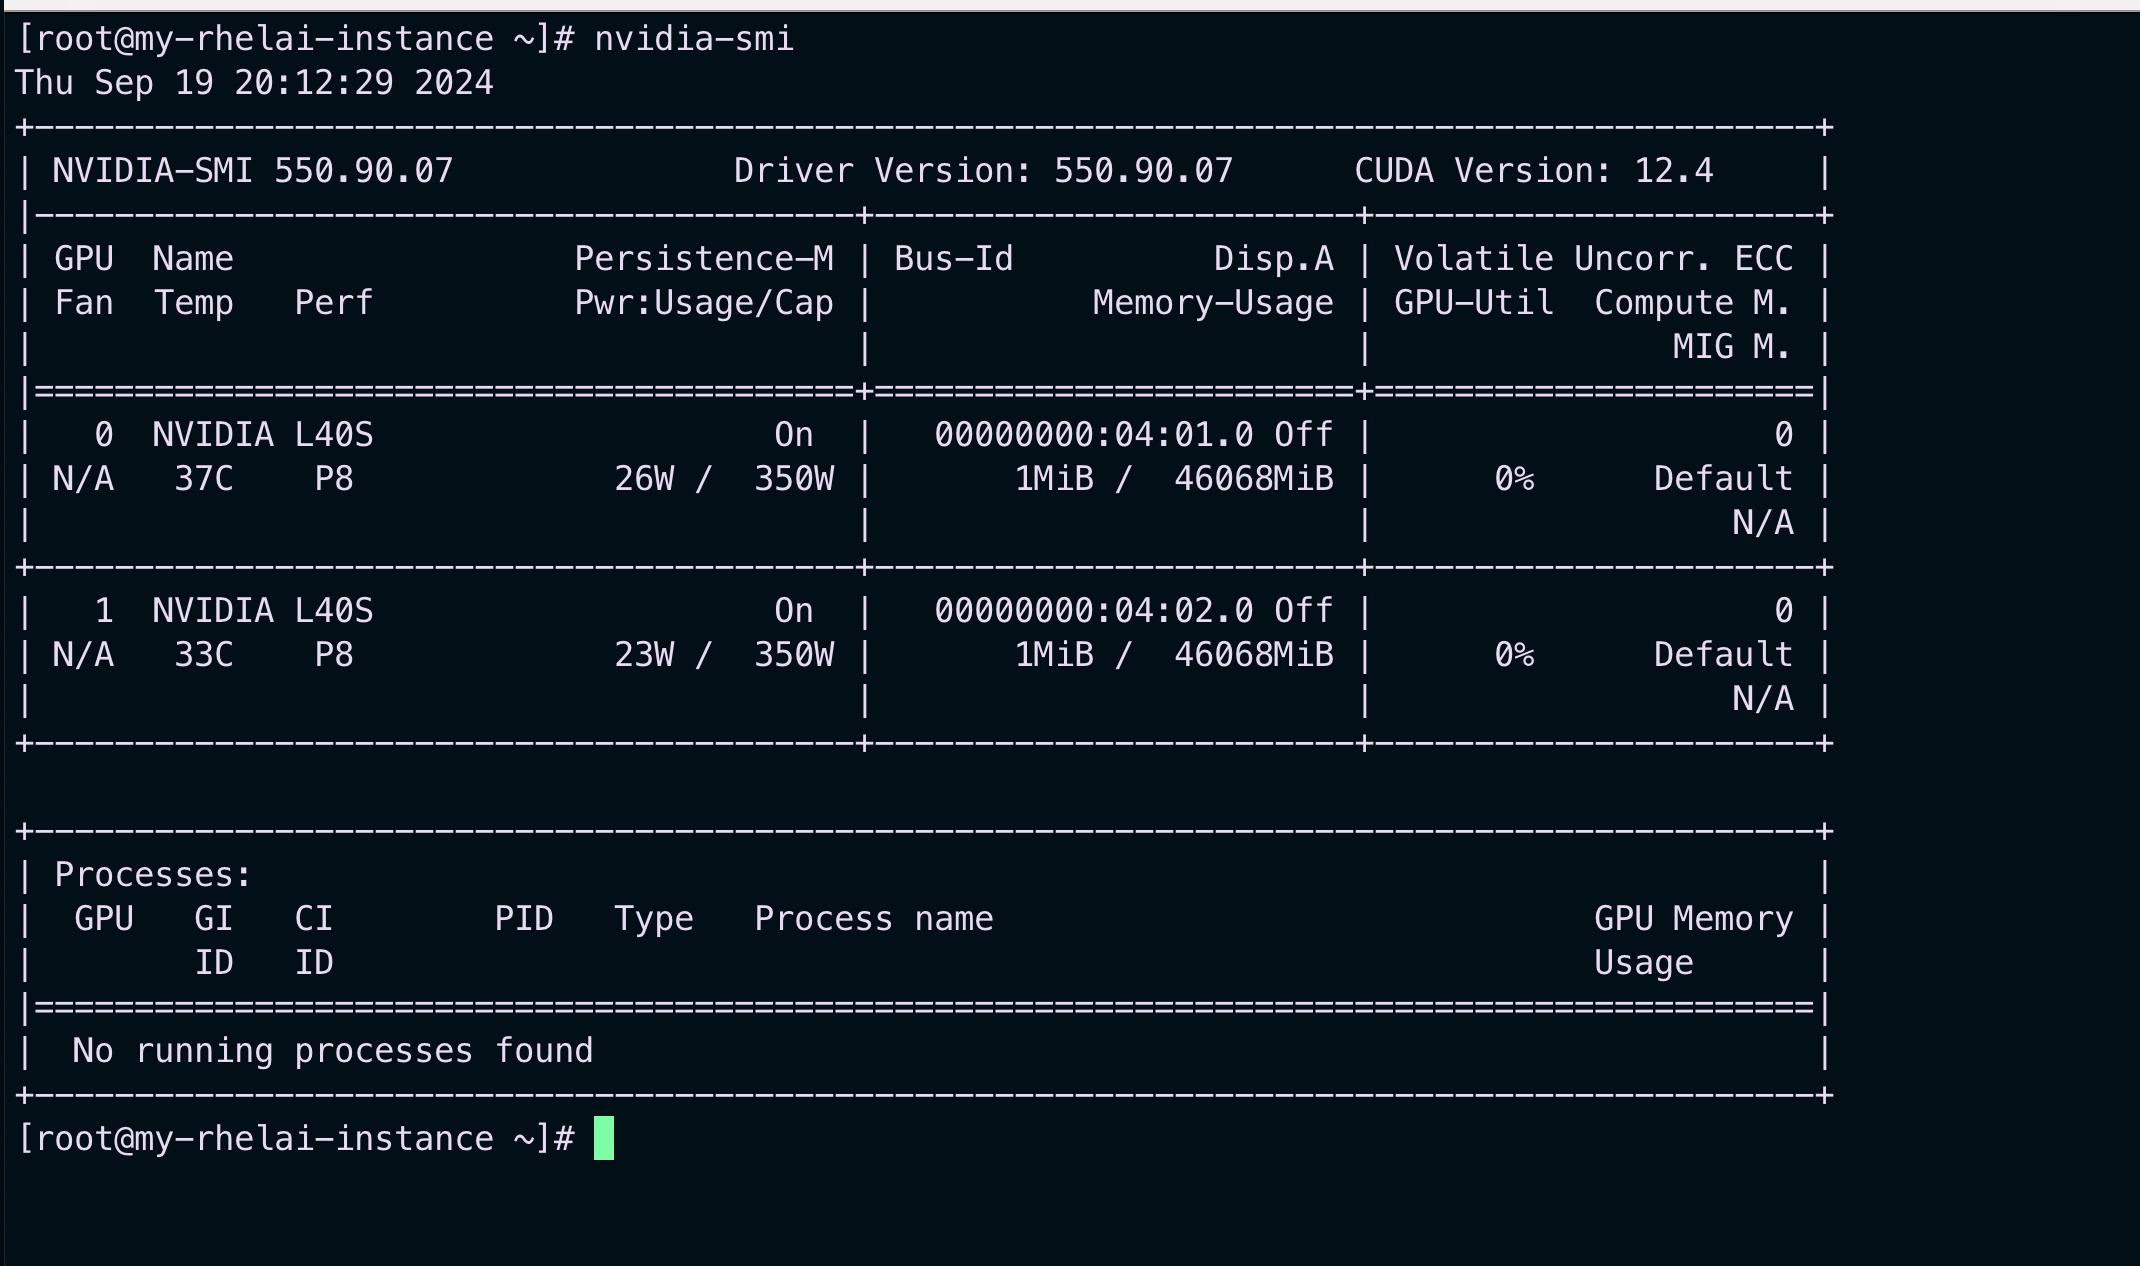 [root@my-rhelai-instance ~]# nvidia-smi
Thu Sep 19 20:12:29 2024
+-----------------------------------------------------------------------------------------+
| NVIDIA-SMI 550.90.07              Driver Version: 550.90.07      CUDA Version: 12.4     |
|-----------------------------------------+------------------------+----------------------+
| GPU  Name                 Persistence-M | Bus-Id          Disp.A | Volatile Uncorr. ECC |
| Fan  Temp   Perf          Pwr:Usage/Cap |           Memory-Usage | GPU-Util  Compute M. |
|                                         |                        |               MIG M. |
|=========================================+========================+======================|
|   0  NVIDIA L40S                    On  |   00000000:04:01.0 Off |                    0 |
| N/A   37C    P8             26W /  350W |       1MiB /  46068MiB |      0%      Default |
|                                         |                        |                  N/A |
+-----------------------------------------+------------------------+----------------------+
|   1  NVIDIA L40S                    On  |   00000000:04:02.0 Off |                    0 |
| N/A   33C    P8             23W /  350W |       1MiB /  46068MiB |      0%      Default |
|                                         |                        |                  N/A |
+-----------------------------------------+------------------------+----------------------+

+-----------------------------------------------------------------------------------------+
| Processes:                                                                              |
|  GPU   GI   CI        PID   Type   Process name                              GPU Memory |
|        ID   ID                                                               Usage      |
|=========================================================================================|
|  No running processes found                                                             |
+-----------------------------------------------------------------------------------------+
[root@my-rhelai-instance ~]#